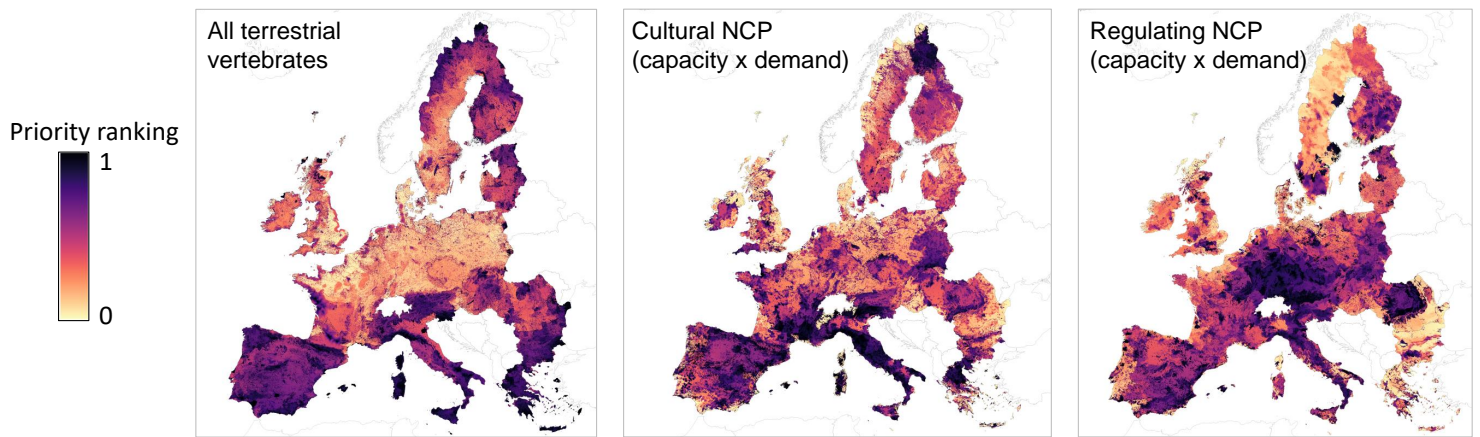 All terrestrial
vertebrates
Cultural NCP
(capacity x demand)
Regulating NCP
(capacity x demand)
Priority ranking
1
0